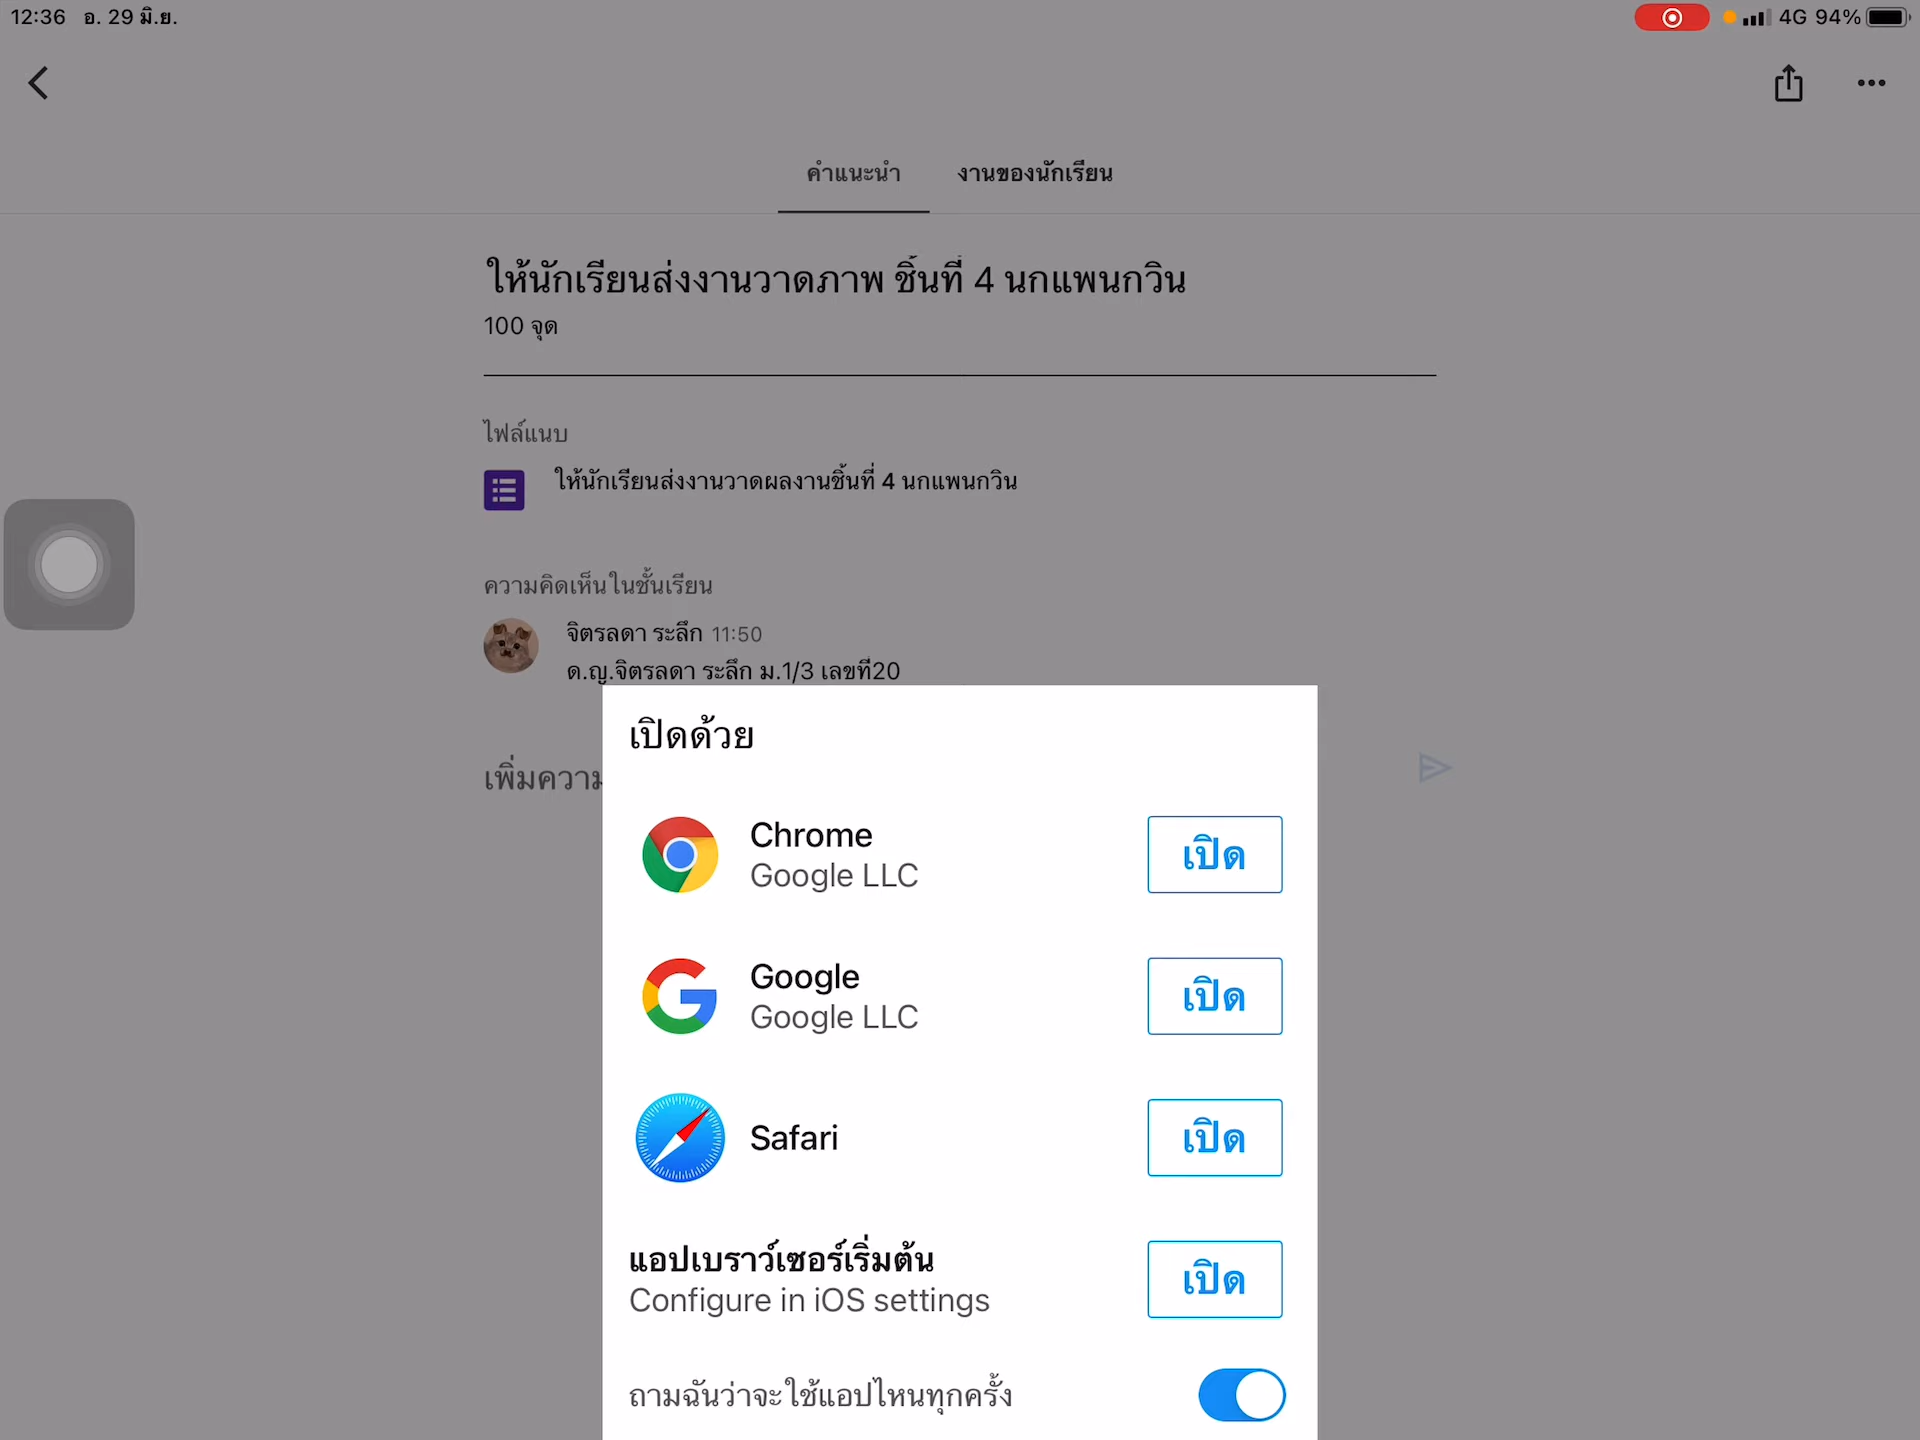 12:36 อ. 29 มิ.ย.
4G 94%
คำแนะนำ
งานของนักเรียน
ให้นักเรียนส่งงานวาดภาพ ชิ้นที่ 4 นกแพนกวิน
100 จุด
ไฟล์แนบ
ให้นักเรียนส่งงานวาดผลงานชิ้นที่ 4 นกแพนกวิน
ความคิดเห็นในชั้นเรียน
จิตรลดา ระลึก 11:50
ด.ญ.จิตรลดา ระลึก ม.1/3 เลขที่20
เพิ่มความ
เปิดด้วย
Chrome
Google LLC
เปิด
Google
Google LLC
เปิด
Safari
เปิด
แอปเบราว์เซอร์เริ่มต้น
Configure in iOS settings
เปิด
ถามฉันว่าจะใช้แอปไหนทุกครั้ง